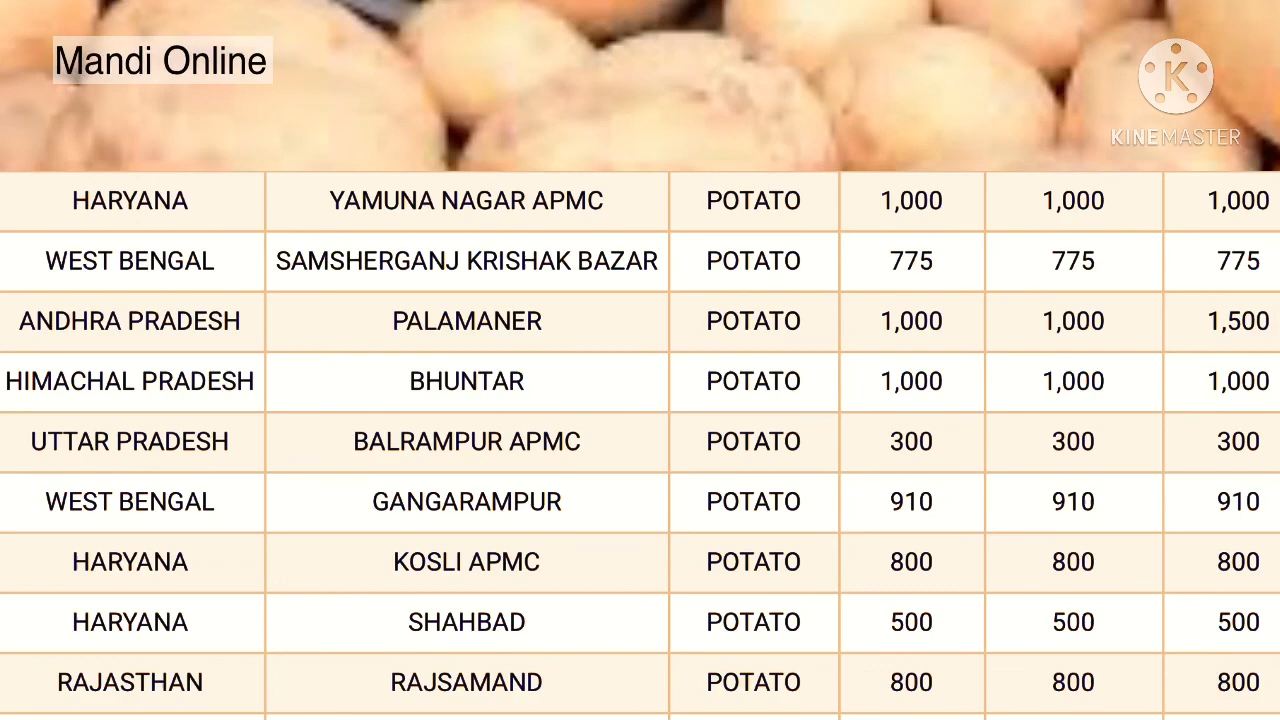 Mandi Online
K
KINEMASTER
HARYANA YAMUNA NAGAR APMC POTATO 1,000 1,000 1,000
WEST BENGAL SAMSHERGANJ KRISHAK BAZAR POTATO 775 775 775
ANDHRA PRADESH PALAMANER POTATO 1,000 1,000 1,500
HIMACHAL PRADESH BHUNTAR POTATO 1,000 1,000 1,000
UTTAR PRADESH BALRAMPUR APMC POTATO 300 300 300
WEST BENGAL GANGARAMPUR POTATO 910 910 910
HARYANA KOSLI APMC POTATO 800 800 800
HARYANA SHAHBAD POTATO 500 500 500
RAJASTHAN RAJSAMAND POTATO 800 800 800